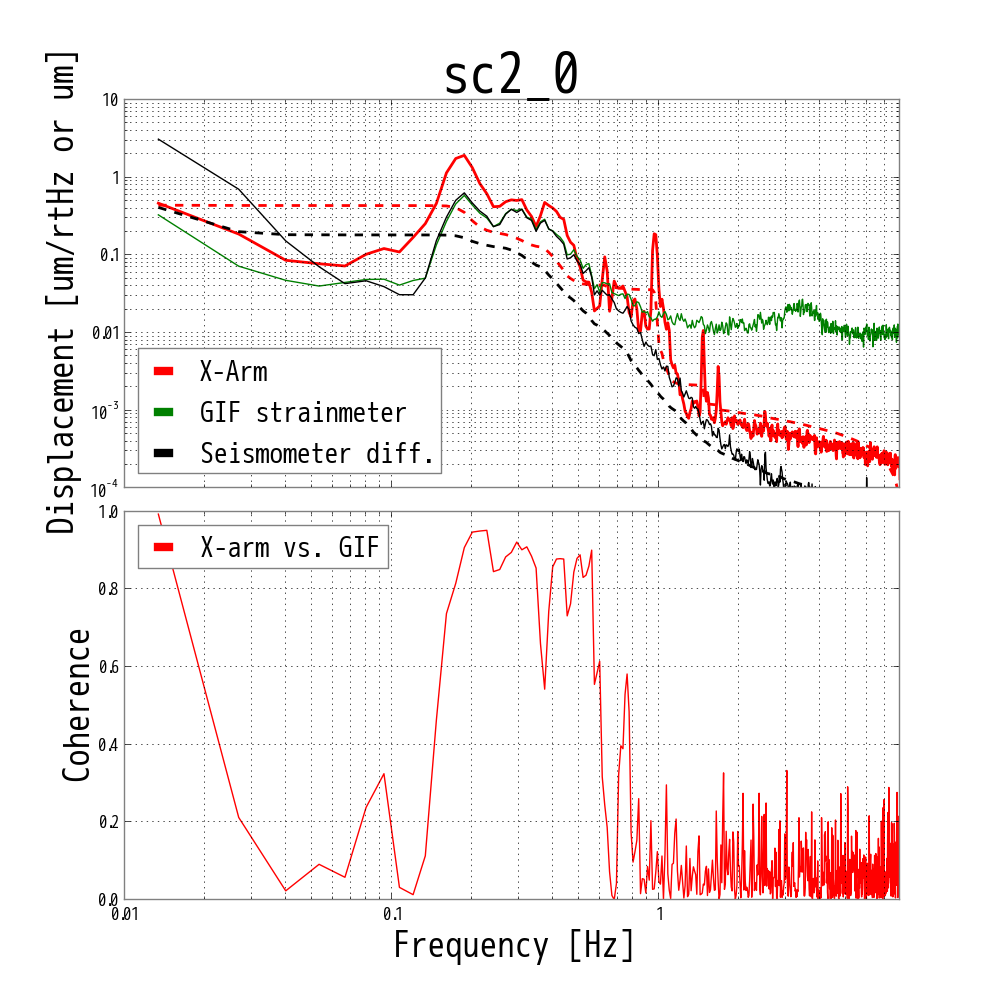 sc2_0
Displacement [um/rtHz or um]
10
1
0.1
0.01
10^-3
10^-4
X-Arm
GIF strainmeter
Seismometer diff.
Coherence
1.0
0.8
0.6
0.4
0.2
0.0
X-arm vs. GIF
0.01
0.1
1
Frequency [Hz]